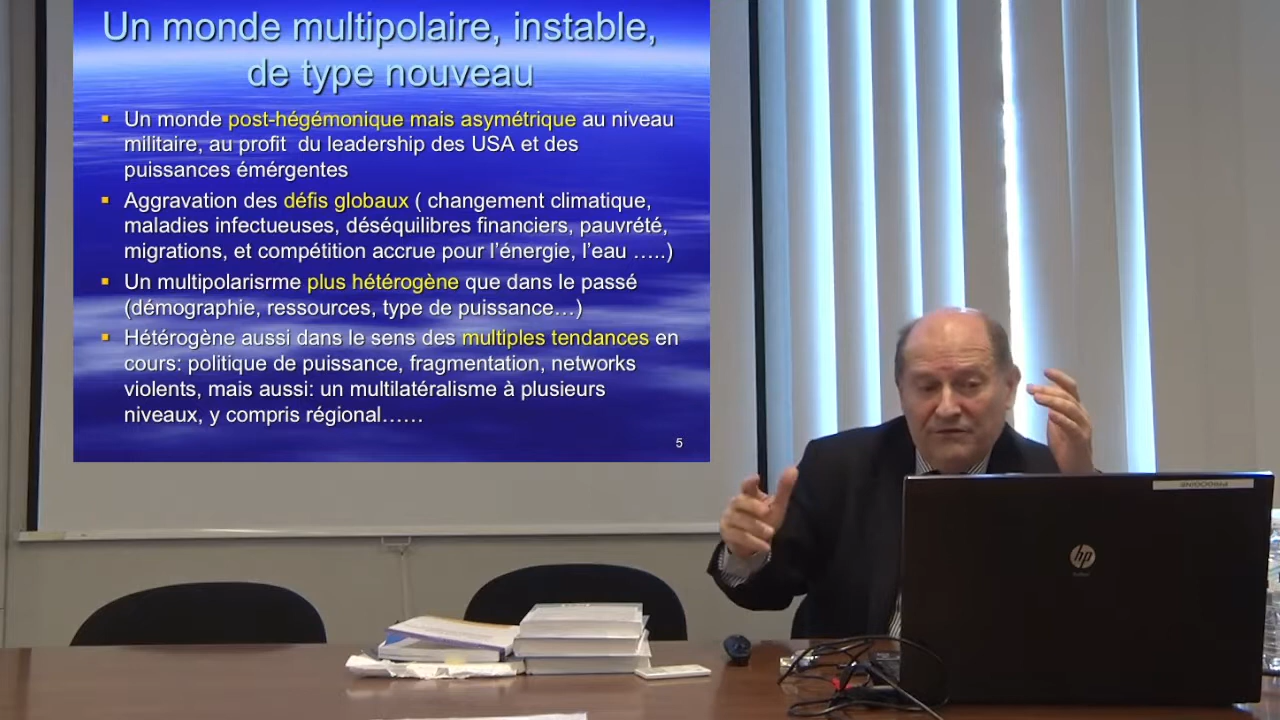 Un monde multipolaire, instable,
de type nouveau
Un monde post-hégémonique mais asymétrique au niveau
militaire, au profit du leadership des USA et des
puissances émérgentes
Aggravation des défis globaux ( changement climatique,
maladies infectueuses, déséquilibres financiers, pauvrété,
migrations, et compétition accrue pour l'énergie, l'eau …..)
Un multipolarisrme plus hétérogène que dans le passé
(démographie, ressources, type de puissance…)
Hétérogène aussi dans le sens des multiples tendances en
cours: politique de puissance, fragmentation, networks
violents, mais aussi: un multilatéralisme à plusieurs
niveaux, y compris régional……
5
PRIGOGINE
hp